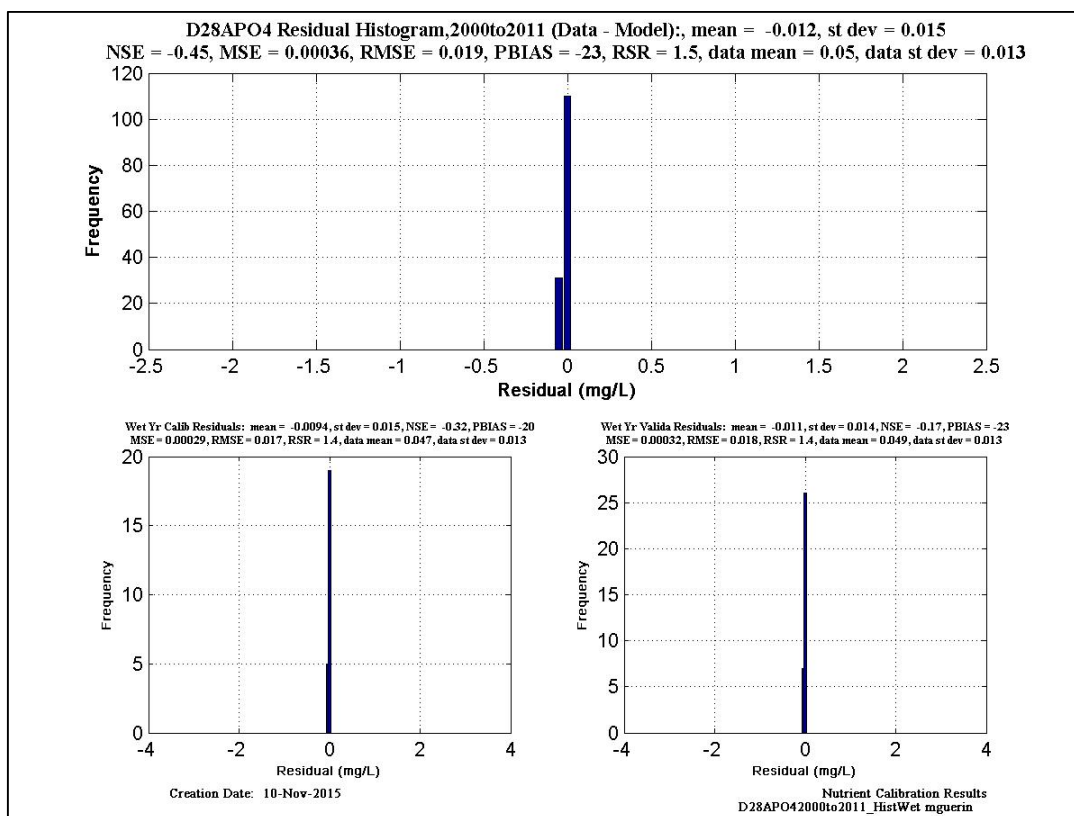 D28APO4 Residual Histogram,2000to2011 (Data - Model):, mean = -0.012, st dev = 0.015
NSE = -0.45, MSE = 0.00036, RMSE = 0.019, PBIAS = -23, RSR = 1.5, data mean = 0.05, data st dev = 0.013
120
100
80
60
40
20
0
Frequency
-2.5 -2 -1.5 -1 -0.5 0 0.5 1 1.5 2 2.5
Residual (mg/L)
Wet Yr Calib Residuals: mean = -0.0094, st dev = 0.015, NSE = -0.32, PBIAS = -20
MSE = 0.00029, RMSE = 0.017, RSR = 1.4, data mean = 0.047, data st dev = 0.013
20
15
10
5
0
Frequency
-4 -2 0 2 4
Residual (mg/L)
Wet Yr Valida Residuals: mean = -0.011, st dev = 0.014, NSE = -0.17, PBIAS = -23
MSE = 0.00032, RMSE = 0.018, RSR = 1.4, data mean = 0.049, data st dev = 0.013
30
25
20
15
10
5
0
Frequency
-4 -2 0 2 4
Residual (mg/L)
Creation Date: 10-Nov-2015
Nutrient Calibration Results
D28APO42000to2011_HistWet mguerin